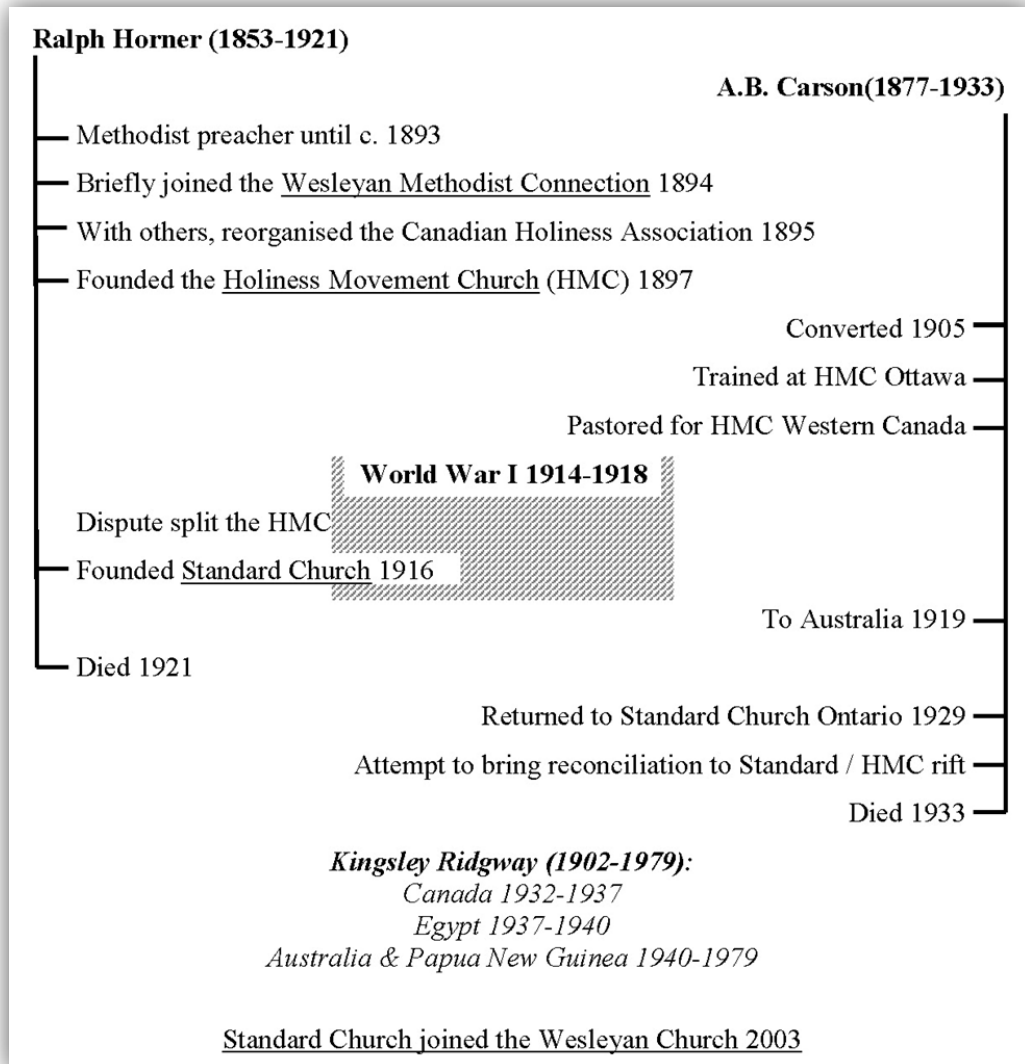 Ralph Horner (1853-1921)
A.B. Carson(1877-1933)
Methodist preacher until c. 1893
Briefly joined the Wesleyan Methodist Connection 1894
With others, reorganised the Canadian Holiness Association 1895
Founded the Holiness Movement Church (HMC) 1897
Converted 1905
Trained at HMC Ottawa
Pastored for HMC Western Canada
World War I 1914-1918
Dispute split the HMC
Founded Standard Church 1916
To Australia 1919
Died 1921
Returned to Standard Church Ontario 1929
Attempt to bring reconciliation to Standard / HMC rift
Died 1933
Kingsley Ridgway (1902-1979):
Canada 1932-1937
Egypt 1937-1940
Australia & Papua New Guinea 1940-1979
Standard Church joined the Wesleyan Church 2003